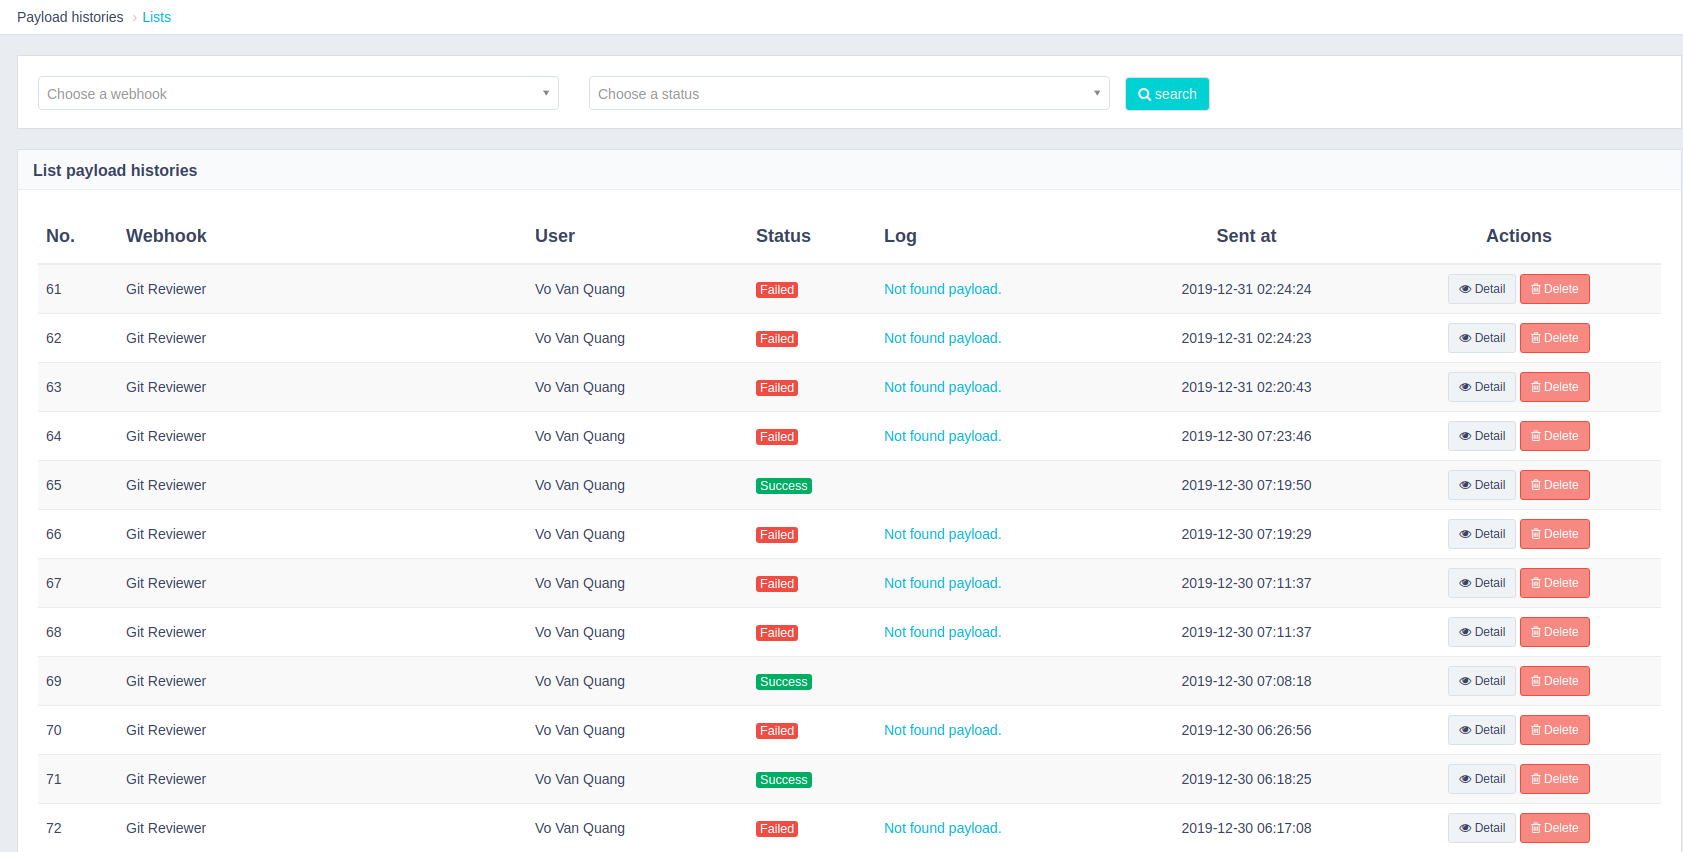 Payload histories › Lists
Choose a webhook Choose a status search
List payload histories
No. Webhook User Status Log Sent at Actions
61 Git Reviewer Vo Van Quang Failed Not found payload. 2019-12-31 02:24:24 Detail Delete
62 Git Reviewer Vo Van Quang Failed Not found payload. 2019-12-31 02:24:23 Detail Delete
63 Git Reviewer Vo Van Quang Failed Not found payload. 2019-12-31 02:20:43 Detail Delete
64 Git Reviewer Vo Van Quang Failed Not found payload. 2019-12-30 07:23:46 Detail Delete
65 Git Reviewer Vo Van Quang Success 2019-12-30 07:19:50 Detail Delete
66 Git Reviewer Vo Van Quang Failed Not found payload. 2019-12-30 07:19:29 Detail Delete
67 Git Reviewer Vo Van Quang Failed Not found payload. 2019-12-30 07:11:37 Detail Delete
68 Git Reviewer Vo Van Quang Failed Not found payload. 2019-12-30 07:11:37 Detail Delete
69 Git Reviewer Vo Van Quang Success 2019-12-30 07:08:18 Detail Delete
70 Git Reviewer Vo Van Quang Failed Not found payload. 2019-12-30 06:26:56 Detail Delete
71 Git Reviewer Vo Van Quang Success 2019-12-30 06:18:25 Detail Delete
72 Git Reviewer Vo Van Quang Failed Not found payload. 2019-12-30 06:17:08 Detail Delete